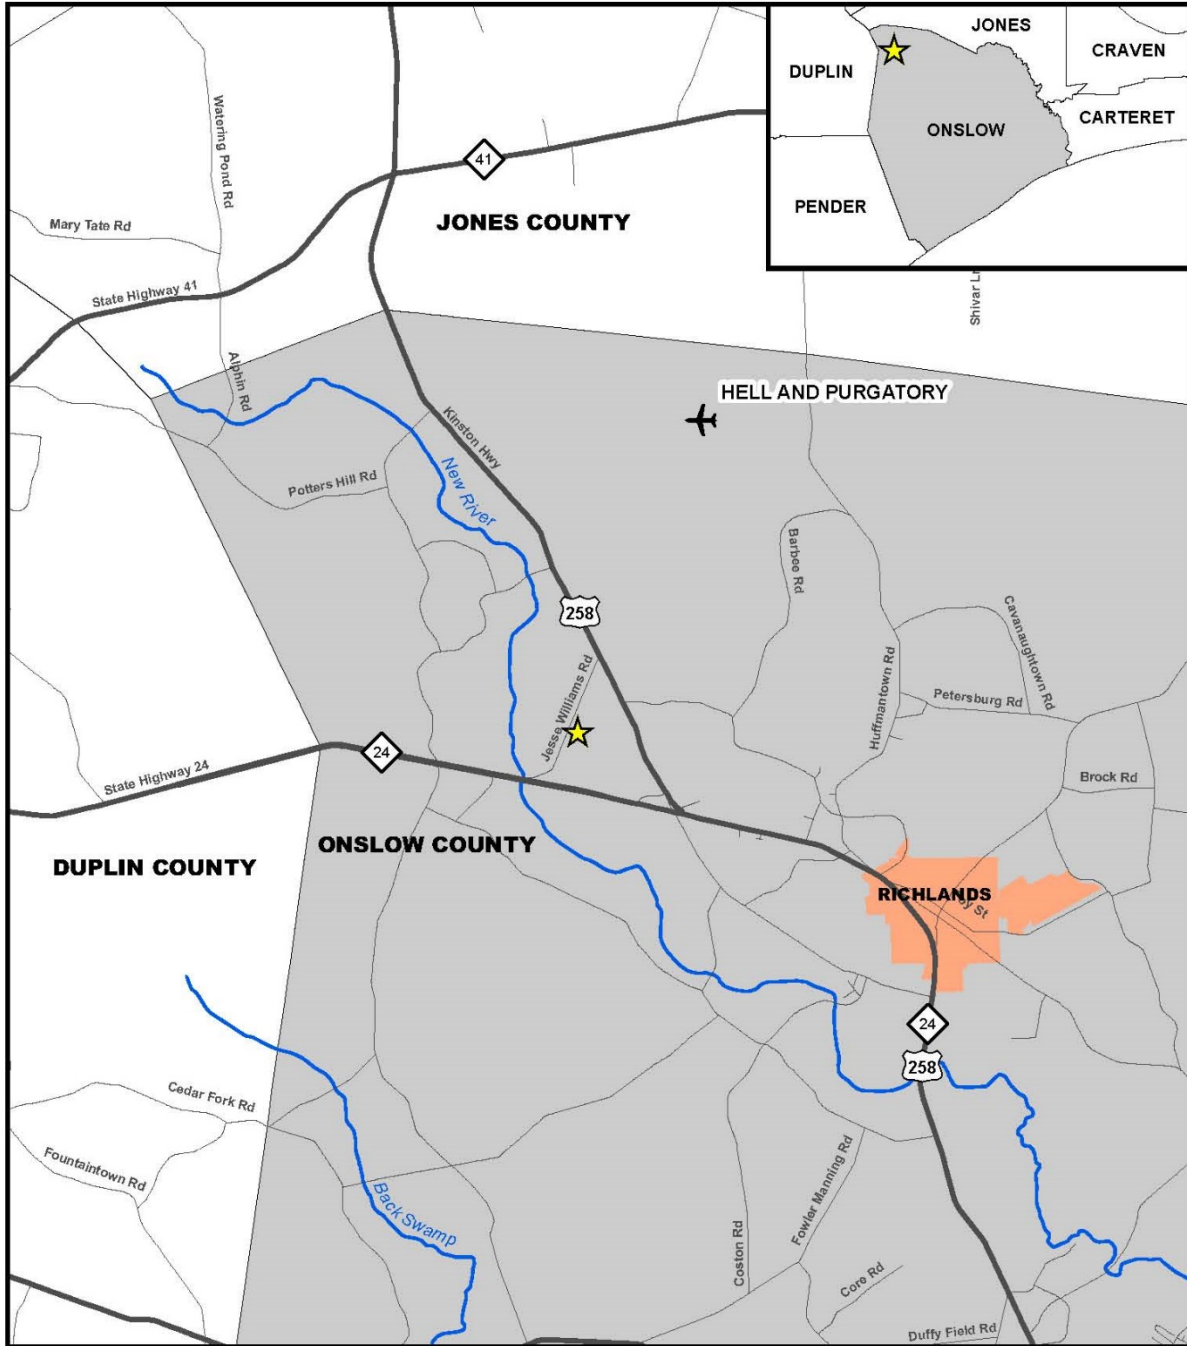 JONES
CRAVEN
DUPLIN
CARTERET
ONSLOW
PENDER
Watering Pond Rd
41
JONES COUNTY
Mary Tate Rd
State Highway 41
Shivar Ln
Alphin Rd
HELL AND PURGATORY
Kinston Hwy
New River
Potters Hill Rd
Barbee Rd
258
Cavanaughtown Rd
Jesse Williams Rd
Huffmantown Rd
Petersburg Rd
24
State Highway 24
Brock Rd
ONSLOW COUNTY
DUPLIN COUNTY
RICHLANDS
St
24
258
Cedar Fork Rd
Fountaintown Rd
Back Swamp
Coston Rd
Fowler Manning Rd
Core Rd
Duffy Field Rd